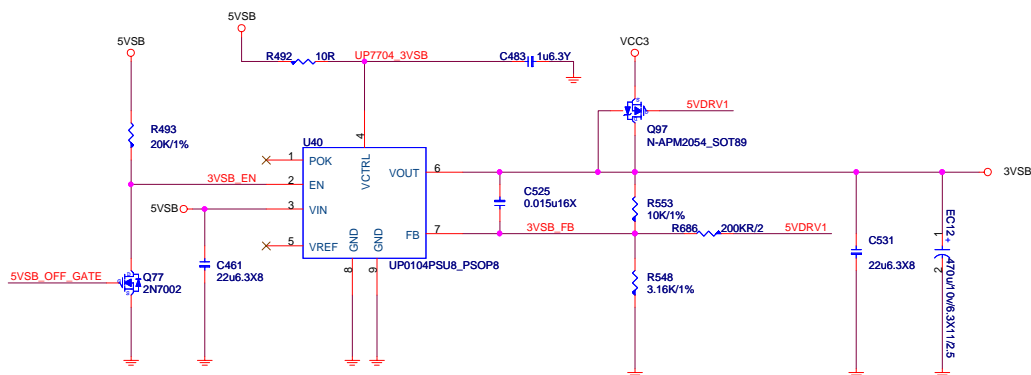 5VSB
R492
10R
UP7704_3VSB
C483
1u6.3Y
5VSB
VCC3
R493
20K/1%
5VDRV1
Q97
N-APM2054_SOT89
U40
4
1
POK
VCTRL
VOUT
6
3VSB
3VSB_EN
2
EN
C525
0.015u16X
R553
10K/1%
5VSB
3
VIN
FB
7
3VSB_FB
R686
200KR/2
5VDRV1
5
VREF
GND
GND
8
9
UP0104PSU8_PSOP8
C461
22u6.3X8
5VSB_OFF_GATE
Q77
2N7002
R548
3.16K/1%
C531
22u6.3X8
EC12
+
1
2
470u/10v/6.3X11/2.5